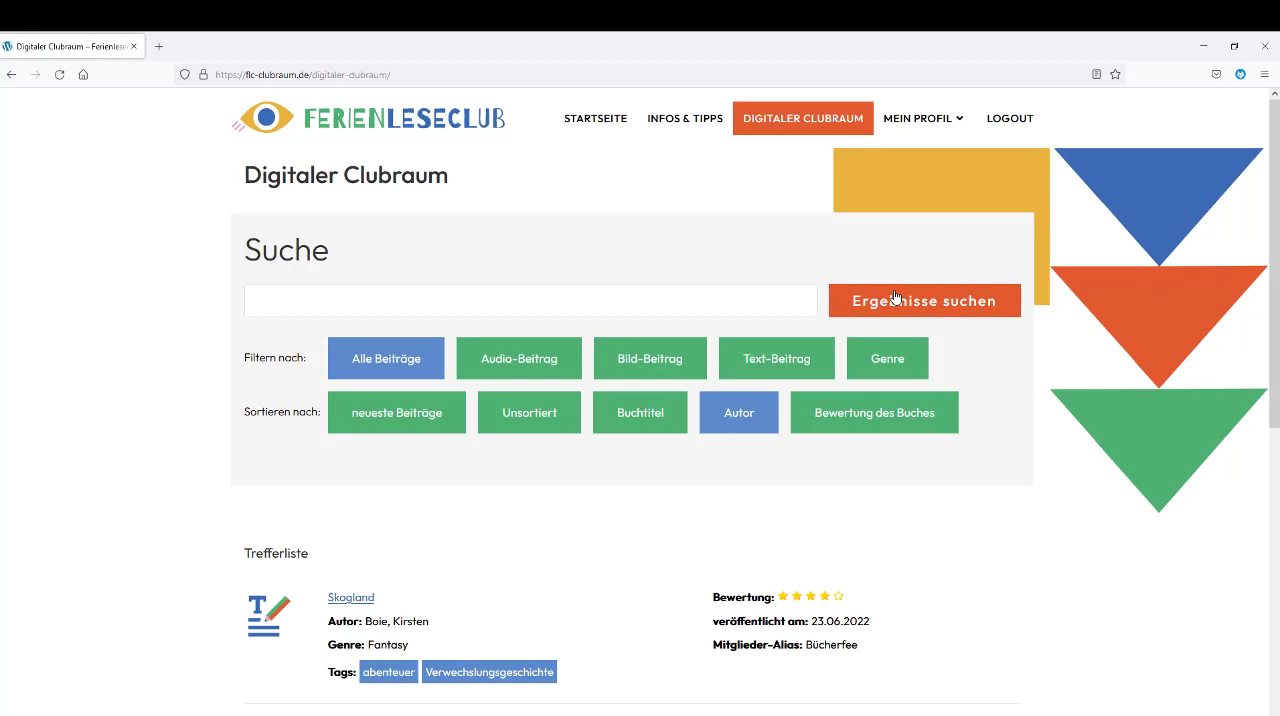 Digitaler Clubraum – Ferienlese
https://flc-clubraum.de/digitaler-clubraum/
FERIENLESECLUB
STARTSEITE INFOS & TIPPS DIGITALER CLUBRAUM MEIN PROFIL LOGOUT
Digitaler Clubraum
Suche
Ergebnisse suchen
Filtern nach: Alle Beiträge Audio-Beitrag Bild-Beitrag Text-Beitrag Genre
Sortieren nach: neueste Beiträge Unsortiert Buchtitel Autor Bewertung des Buches
Trefferliste
T
Skogland Bewertung:
Autor: Boie, Kirsten veröffentlicht am: 23.06.2022
Genre: Fantasy Mitglieder-Alias: Bücherfee
Tags: abenteuer Verwechslungsgeschichte